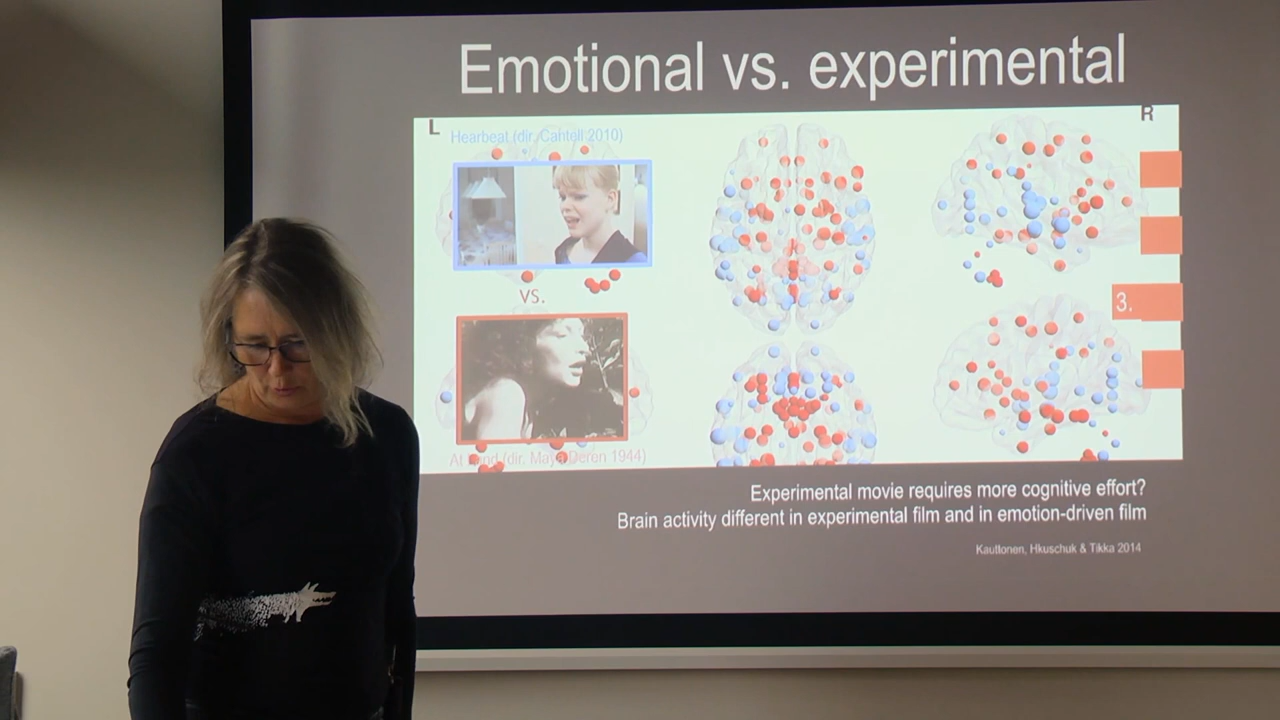 Emotional vs. experimental
L
R
Hearbeat (dir. Cantell 2010)
vs.
At Land (dir. Maya Deren 1944)
3.
Experimental movie requires more cognitive effort?
Brain activity different in experimental film and in emotion-driven film
Kauttonen, Hkuschuk & Tikka 2014